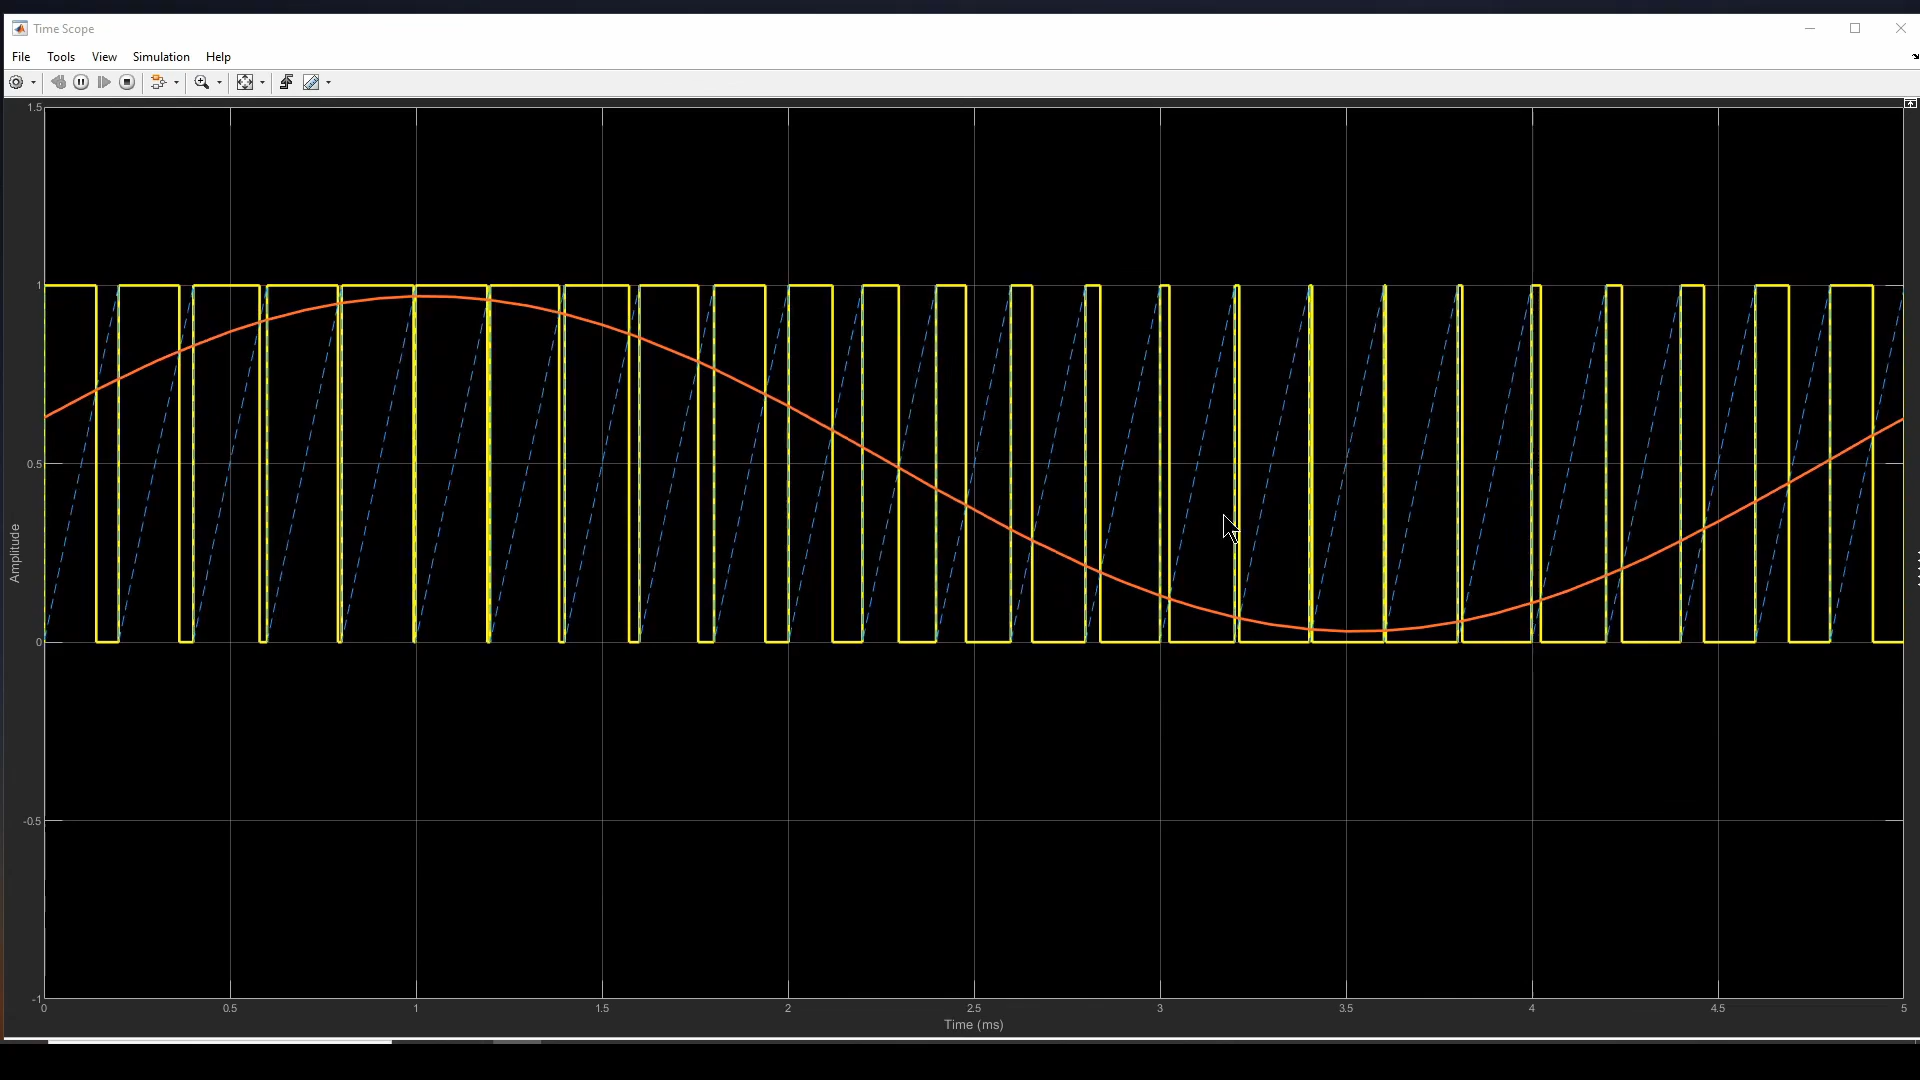 Time Scope
File Tools View Simulation Help
1.5
1
0.5
0
-0.5
-1
Amplitude
0 0.5 1 1.5 2 2.5 3 3.5 4 4.5 5
Time (ms)